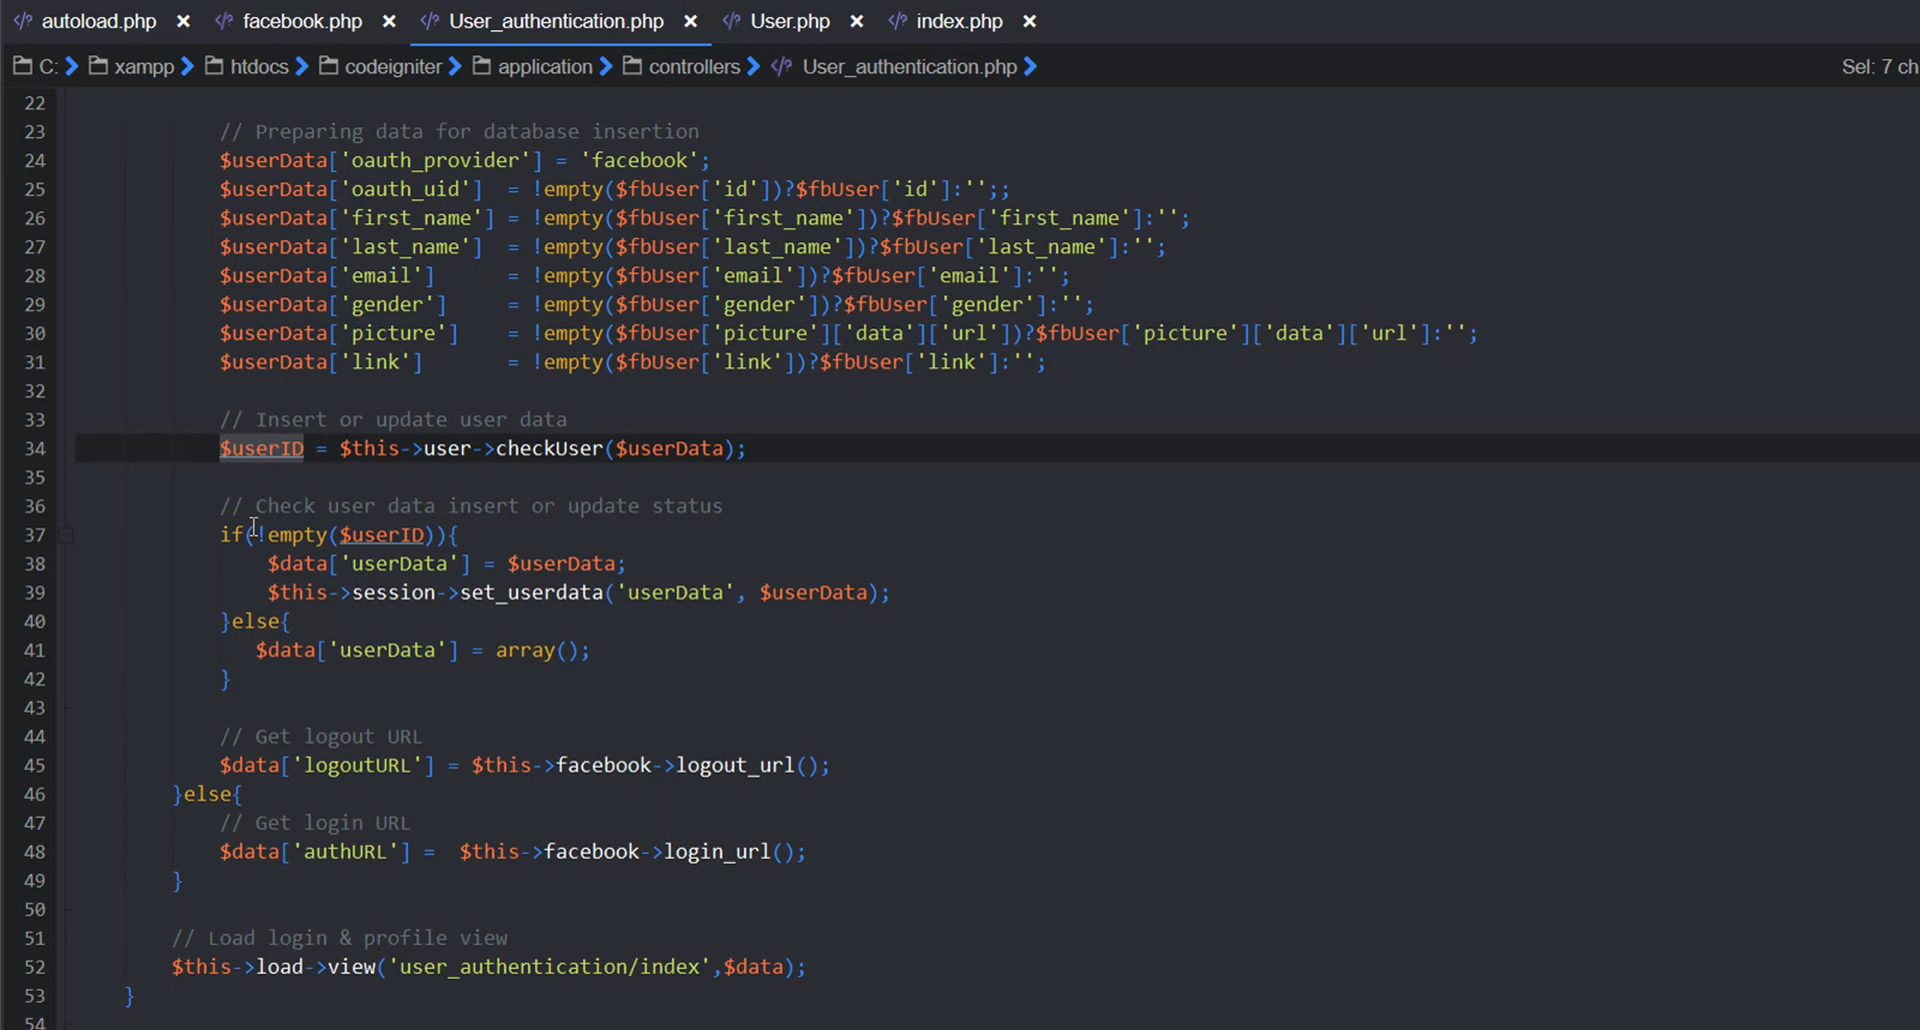 autoload.php × facebook.php × User_authentication.php × User.php × index.php ×
C: xampp htdocs codeigniter application controllers User_authentication.php Sel: 7 ch
22
23 // Preparing data for database insertion
24 $userData['oauth_provider'] = 'facebook';
25 $userData['oauth_uid'] = !empty($fbUser['id'])?$fbUser['id']:'';;
26 $userData['first_name'] = !empty($fbUser['first_name'])?$fbUser['first_name']:'';
27 $userData['last_name'] = !empty($fbUser['last_name'])?$fbUser['last_name']:'';
28 $userData['email'] = !empty($fbUser['email'])?$fbUser['email']:'';
29 $userData['gender'] = !empty($fbUser['gender'])?$fbUser['gender']:'';
30 $userData['picture'] = !empty($fbUser['picture']['data']['url'])?$fbUser['picture']['data']['url']:'';
31 $userData['link'] = !empty($fbUser['link'])?$fbUser['link']:'';
32
33 // Insert or update user data
34 $userID = $this->user->checkUser($userData);
35
36 // Check user data insert or update status
37 if(!empty($userID)){
38 $data['userData'] = $userData;
39 $this->session->set_userdata('userData', $userData);
40 }else{
41 $data['userData'] = array();
42 }
43
44 // Get logout URL
45 $data['logoutURL'] = $this->facebook->logout_url();
46 }else{
47 // Get login URL
48 $data['authURL'] = $this->facebook->login_url();
49 }
50
51 // Load login & profile view
52 $this->load->view('user_authentication/index',$data);
53 }
54